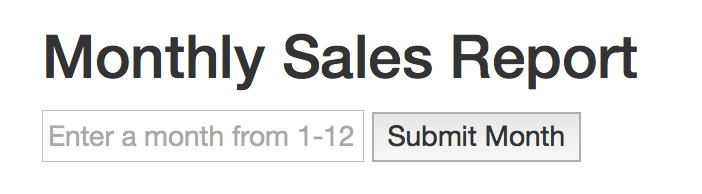 Monthly Sales Report
Enter a month from 1-12 Submit Month